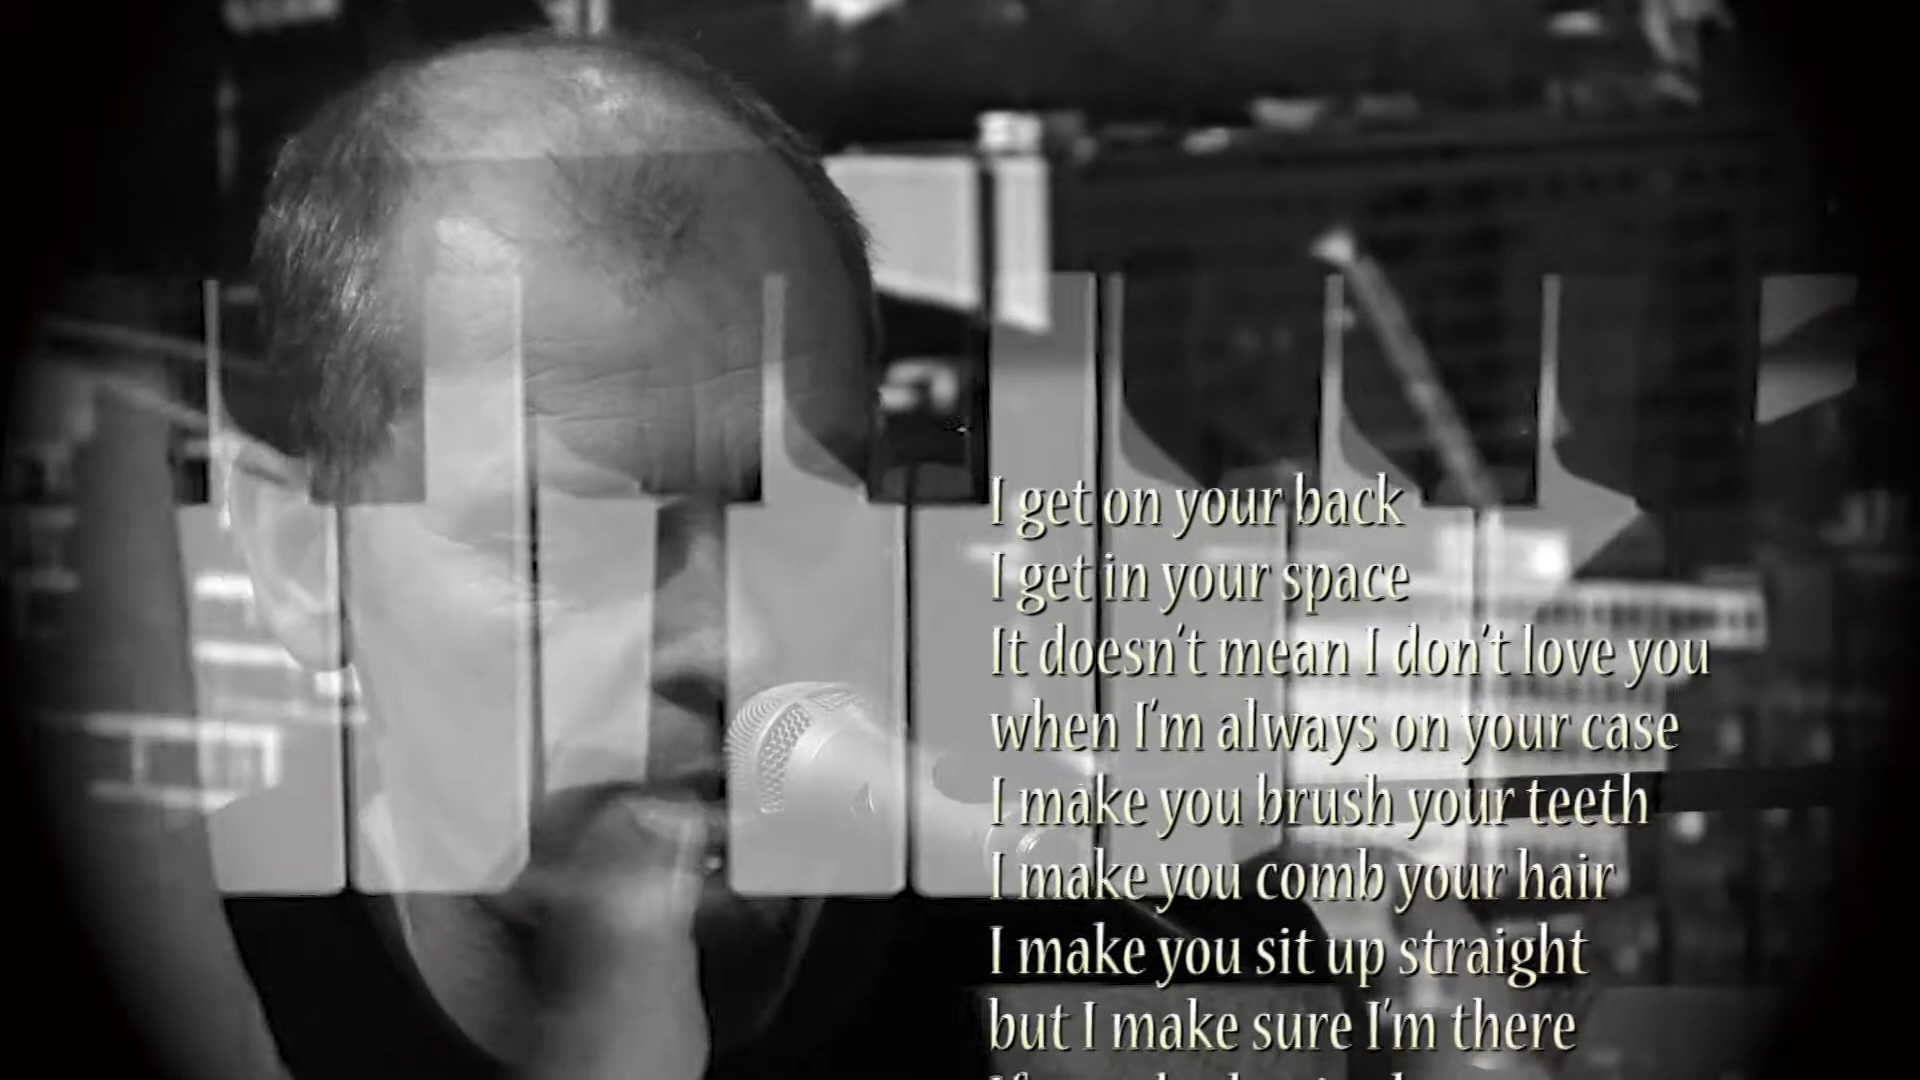 I get on your back
I get in your space
It doesn't mean I don't love you
when I'm always on your case
I make you brush your teeth
I make you comb your hair
I make you sit up straight
but I make sure I'm there